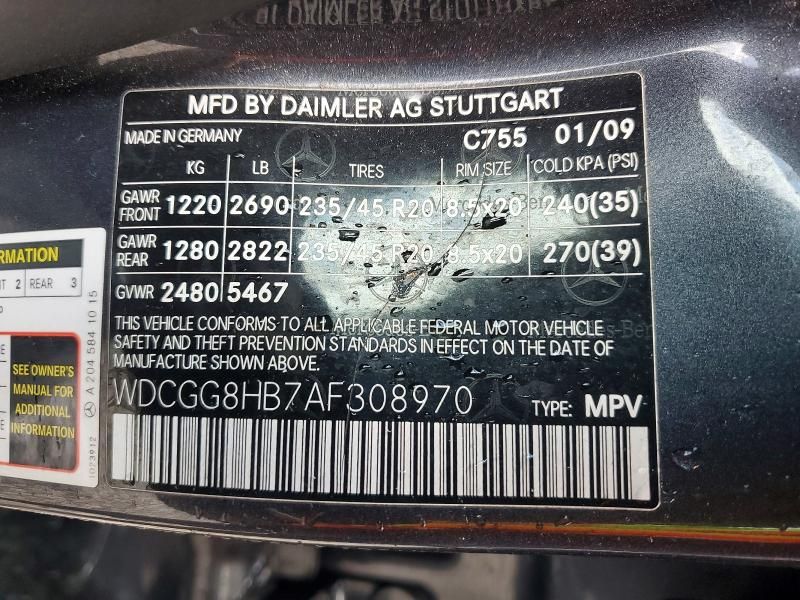 MFD BY DAIMLER AG STUTTGART
MADE IN GERMANY C755 01/09
KG LB TIRES RIM SIZE COLD KPA (PSI)
GAWR FRONT 1220 2690 235/45 R20 8.5x20 240(35)
GAWR REAR 1280 2822 235/45 R20 8.5x20 270(39)
GVWR 2480 5467
THIS VEHICLE CONFORMS TO ALL APPLICABLE FEDERAL MOTOR VEHICLE
SAFETY AND THEFT PREVENTION STANDARDS IN EFFECT ON THE DATE OF
MANUFACTURE SHOWN ABOVE.
WDCGG8HB7AF308970 TYPE: MPV
2 REAR 3
SEE OWNER'S
MANUAL FOR
ADDITIONAL
INFORMATION
A 204 584 10 15
1023912